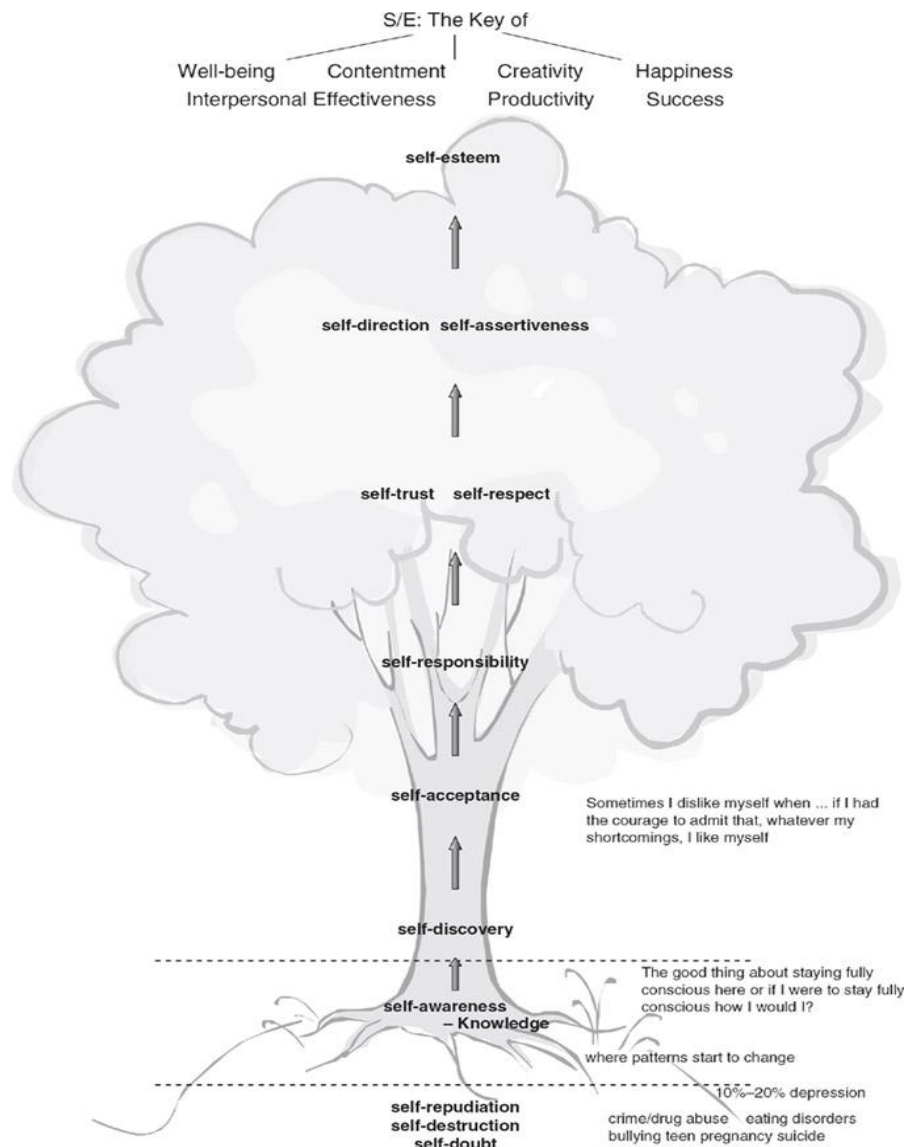 S/E: The Key of
Well-being Contentment Creativity Happiness
Interpersonal Effectiveness Productivity Success
self-esteem
self-direction self-assertiveness
self-trust self-respect
self-responsibility
self-acceptance
Sometimes I dislike myself when ... if I had
the courage to admit that, whatever my
shortcomings, I like myself
self-discovery
The good thing about staying fully
conscious here or if I were to stay fully
conscious how I would I?
self-awareness
– Knowledge
where patterns start to change
10%–20% depression
self-repudiation
self-destruction
self-doubt
crime/drug abuse eating disorders
bullying teen pregnancy suicide